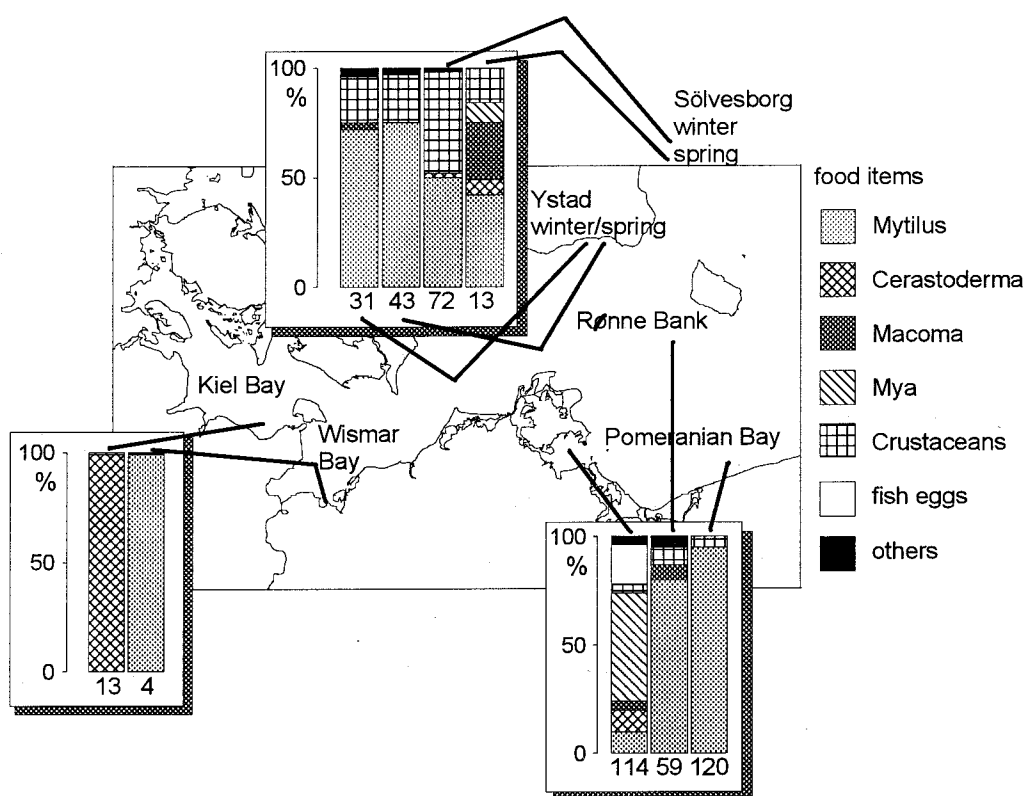 100
%
50
0
31 43 72 13
Sölvesborg
winter
spring
Ystad
winter/spring
Rønne Bank
Kiel Bay
Wismar
Bay
Pomeranian Bay
100
%
50
0
13 4
100
%
50
0
114 59 120
food items
Mytilus
Cerastoderma
Macoma
Mya
Crustaceans
fish eggs
others